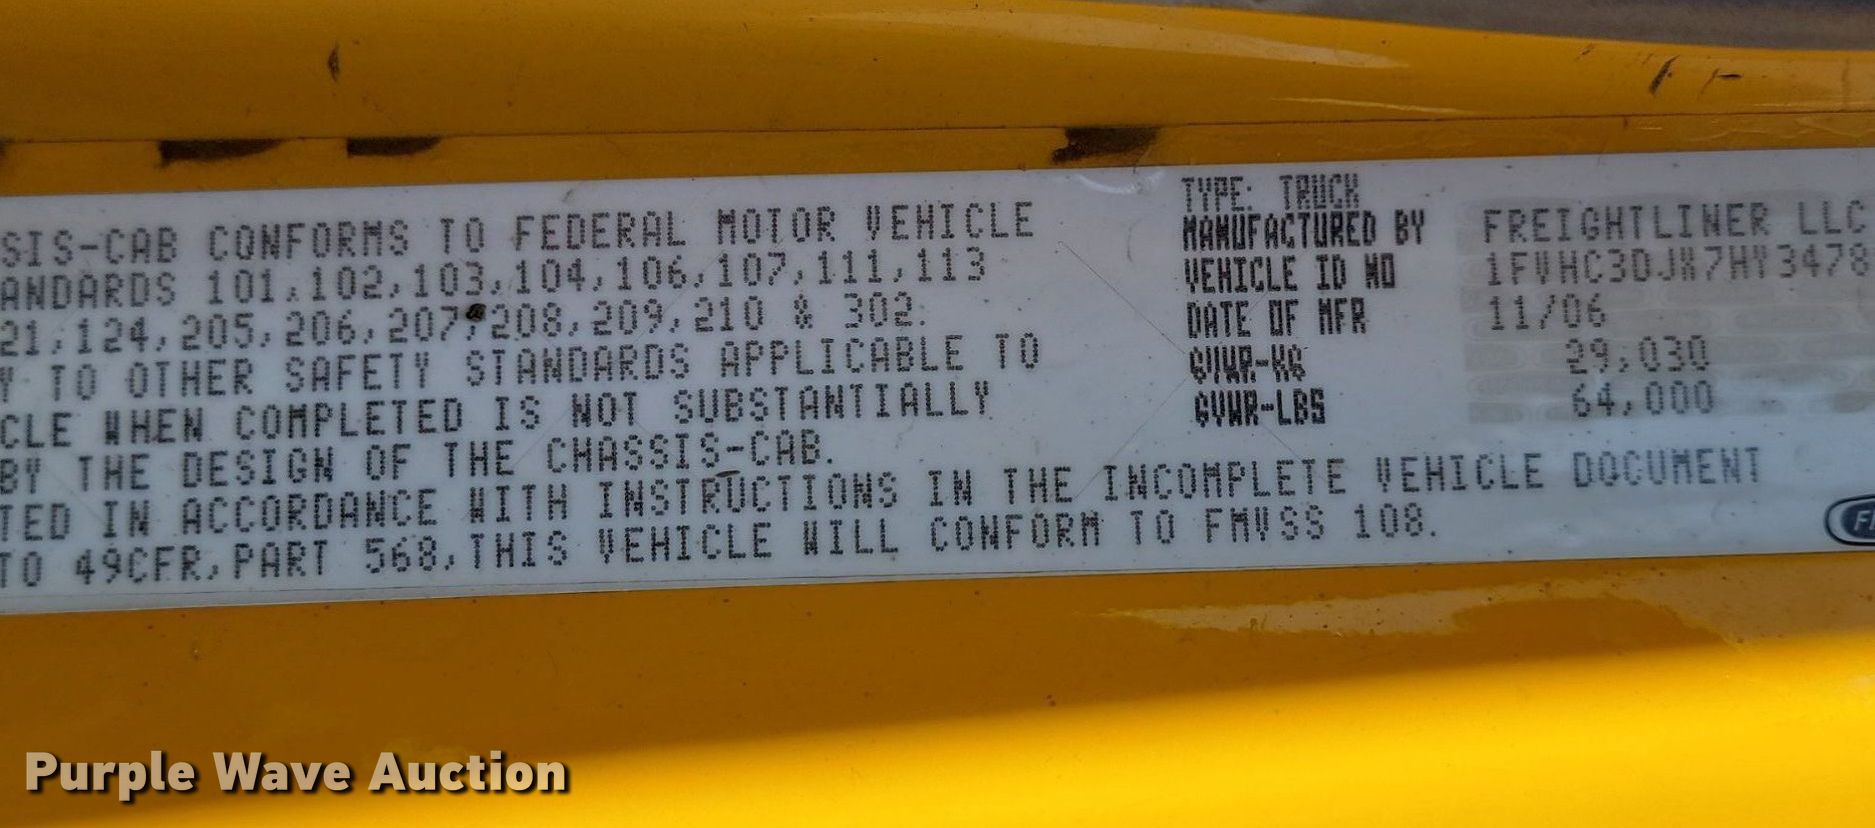 SIS-CAB CONFORMS TO FEDERAL MOTOR VEHICLE
ANDARDS 101,102,103,104,106,107,111,113
21,124,205,206,207,208,209,210 & 302.
Y TO OTHER SAFETY STANDARDS APPLICABLE TO
CLE WHEN COMPLETED IS NOT SUBSTANTIALLY
BY THE DESIGN OF THE CHASSIS-CAB.
TED IN ACCORDANCE WITH INSTRUCTIONS IN THE INCOMPLETE VEHICLE DOCUMENT
TO 49CFR,PART 568,THIS VEHICLE WILL CONFORM TO FMVSS 108.
TYPE: TRUCK
MANUFACTURED BY FREIGHTLINER LLC
VEHICLE ID NO 1FVHC3DJX7HY3478
DATE OF MFR 11/06
GVWR-KG 29,030
GVWR-LBS 64,000
Purple Wave Auction